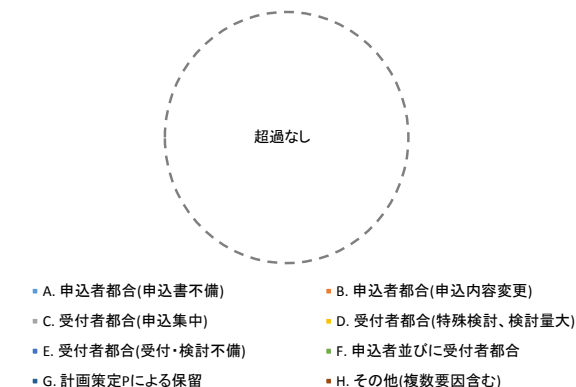 超過なし
A. 申込者都合(申込書不備)
B. 申込者都合(申込内容変更)
C. 受付者都合(申込集中)
D. 受付者都合(特殊検討、検討量大)
E. 受付者都合(受付・検討不備)
F. 申込者並びに受付者都合
G. 計画策定Pによる保留
H. その他(複数要因含む)